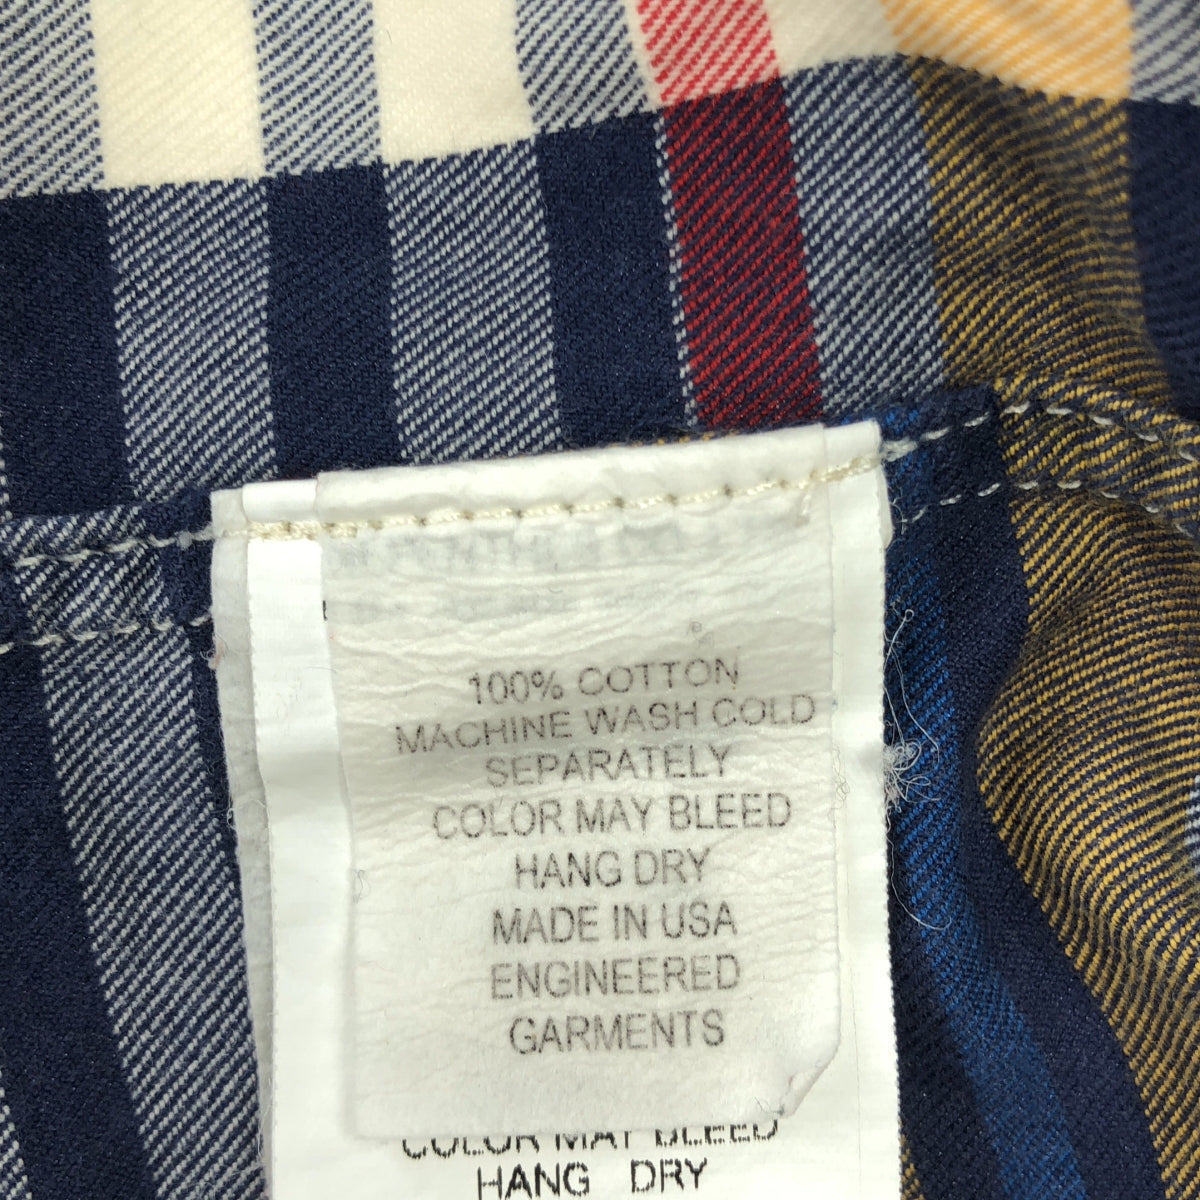 100% COTTON
MACHINE WASH COLD
SEPARATELY
COLOR MAY BLEED
HANG DRY
MADE IN USA
ENGINEERED
GARMENTS
COLOR MAY BLEED
HANG DRY